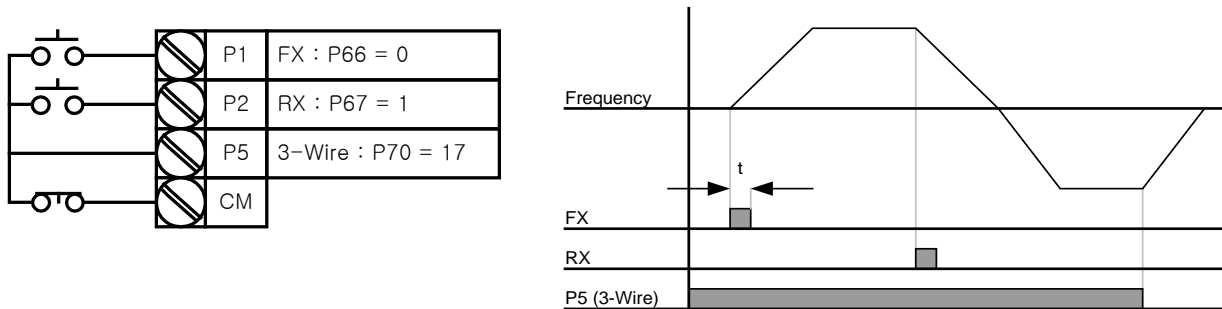 P1 FX : P66 = 0
P2 RX : P67 = 1
P5 3-Wire : P70 = 17
CM
Frequency
t
FX
RX
P5 (3-Wire)